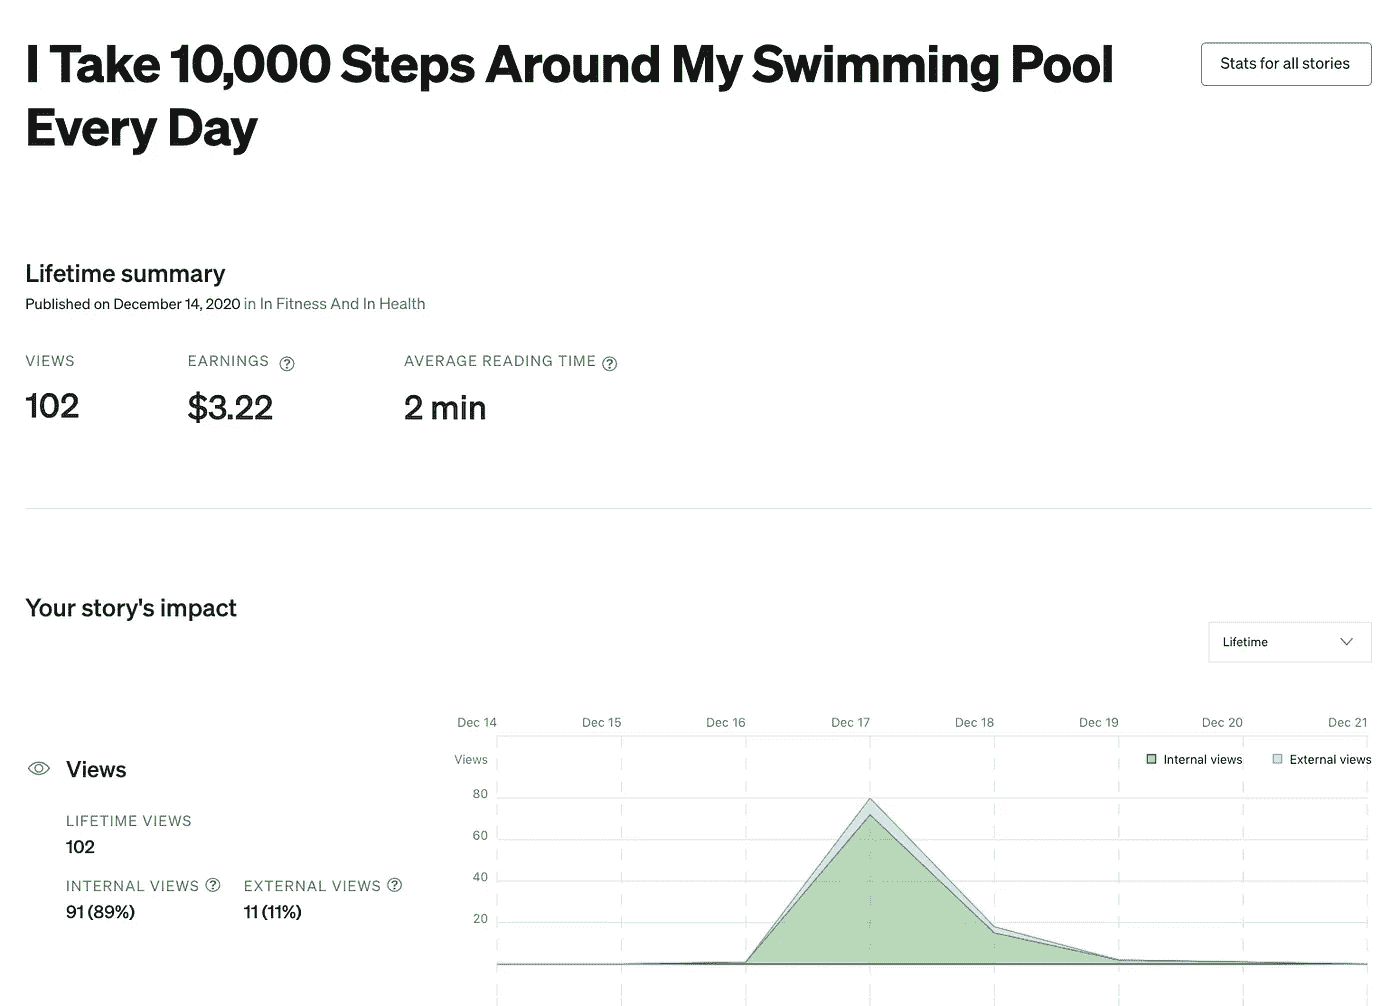 I Take 10,000 Steps Around My Swimming Pool
Every Day
Stats for all stories
Lifetime summary
Published on December 14, 2020 in In Fitness And In Health
VIEWS
EARNINGS ?
AVERAGE READING TIME ?
102
$3.22
2 min
Your story's impact
Lifetime
Dec 14 Dec 15 Dec 16 Dec 17 Dec 18 Dec 19 Dec 20 Dec 21
Views
LIFETIME VIEWS
102
INTERNAL VIEWS ? EXTERNAL VIEWS ?
91 (89%) 11 (11%)
Views
Internal views External views
80
60
40
20